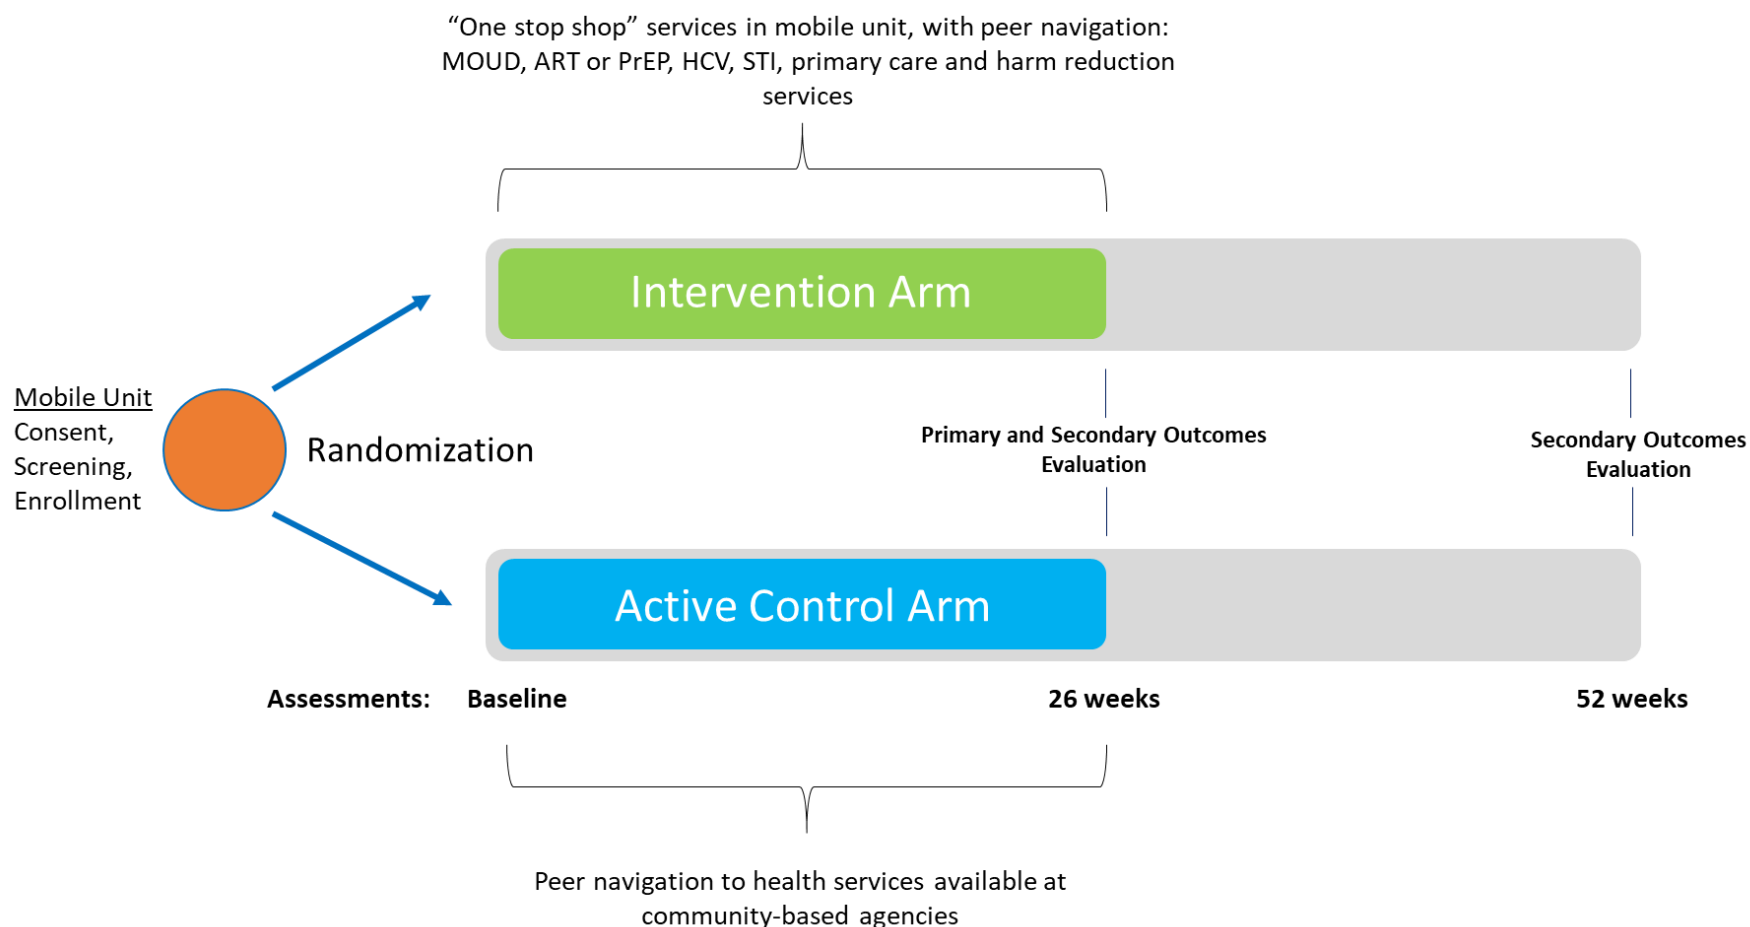 “One stop shop” services in mobile unit, with peer navigation:
MOUD, ART or PrEP, HCV, STI, primary care and harm reduction
services
Intervention Arm
Mobile Unit
Consent,
Screening,
Enrollment
Randomization
Primary and Secondary Outcomes
Evaluation
Secondary Outcomes
Evaluation
Active Control Arm
Assessments: Baseline 26 weeks 52 weeks
Peer navigation to health services available at
community-based agencies